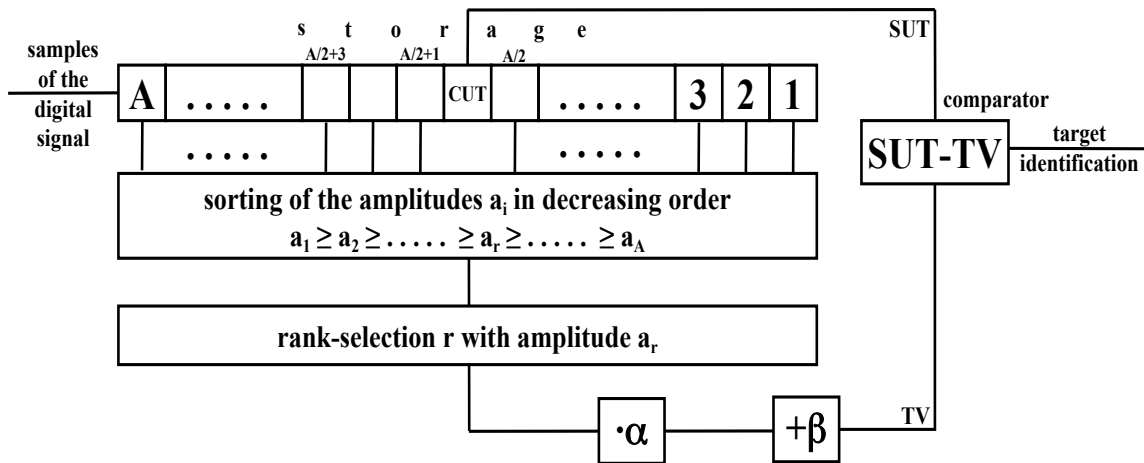 s t o r a g e
SUT
A/2+3 A/2+1 A/2
samples
of the
digital
signal
A ..... CUT ..... 3 2 1
..... .....
comparator
SUT-TV
target
identification
sorting of the amplitudes aᵢ in decreasing order
a₁ ≥ a₂ ≥ ..... ≥ aᵣ ≥ ..... ≥ a_A
rank-selection r with amplitude aᵣ
·α
+β
TV